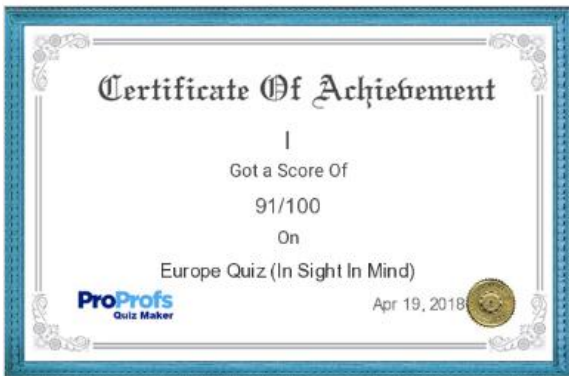 Certificate Of Achievement
I
Got a Score Of
91/100
On
Europe Quiz (In Sight In Mind)
ProProfs
Quiz Maker
Apr 19, 2018